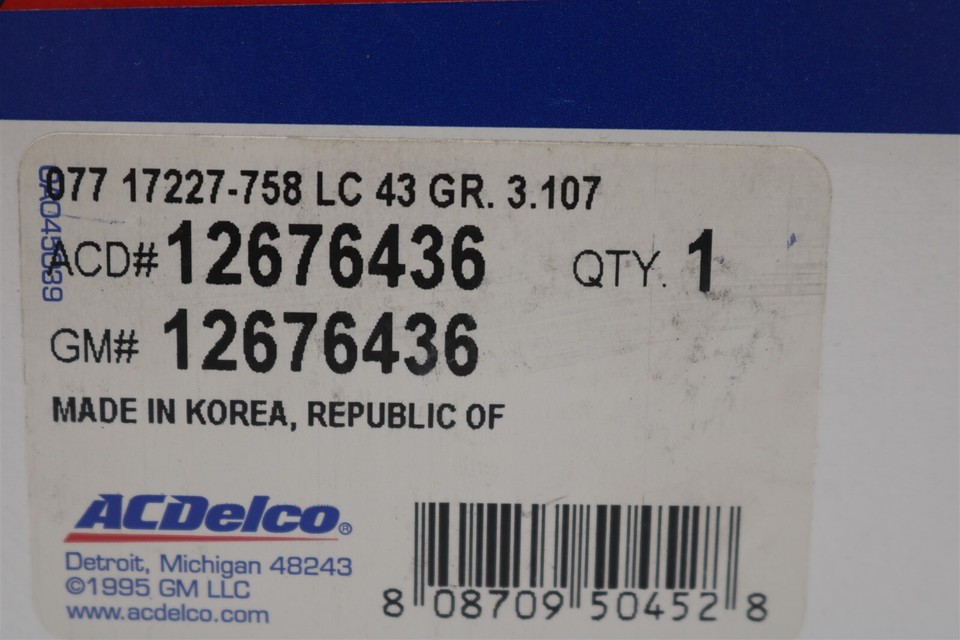 077 17227-758 LC 43 GR. 3.107
ACD# 12676436 QTY. 1
GM# 12676436
MADE IN KOREA, REPUBLIC OF
ACDelco®
Detroit, Michigan 48243
©1995 GM LLC
www.acdelco.com
8 08709 50452 8